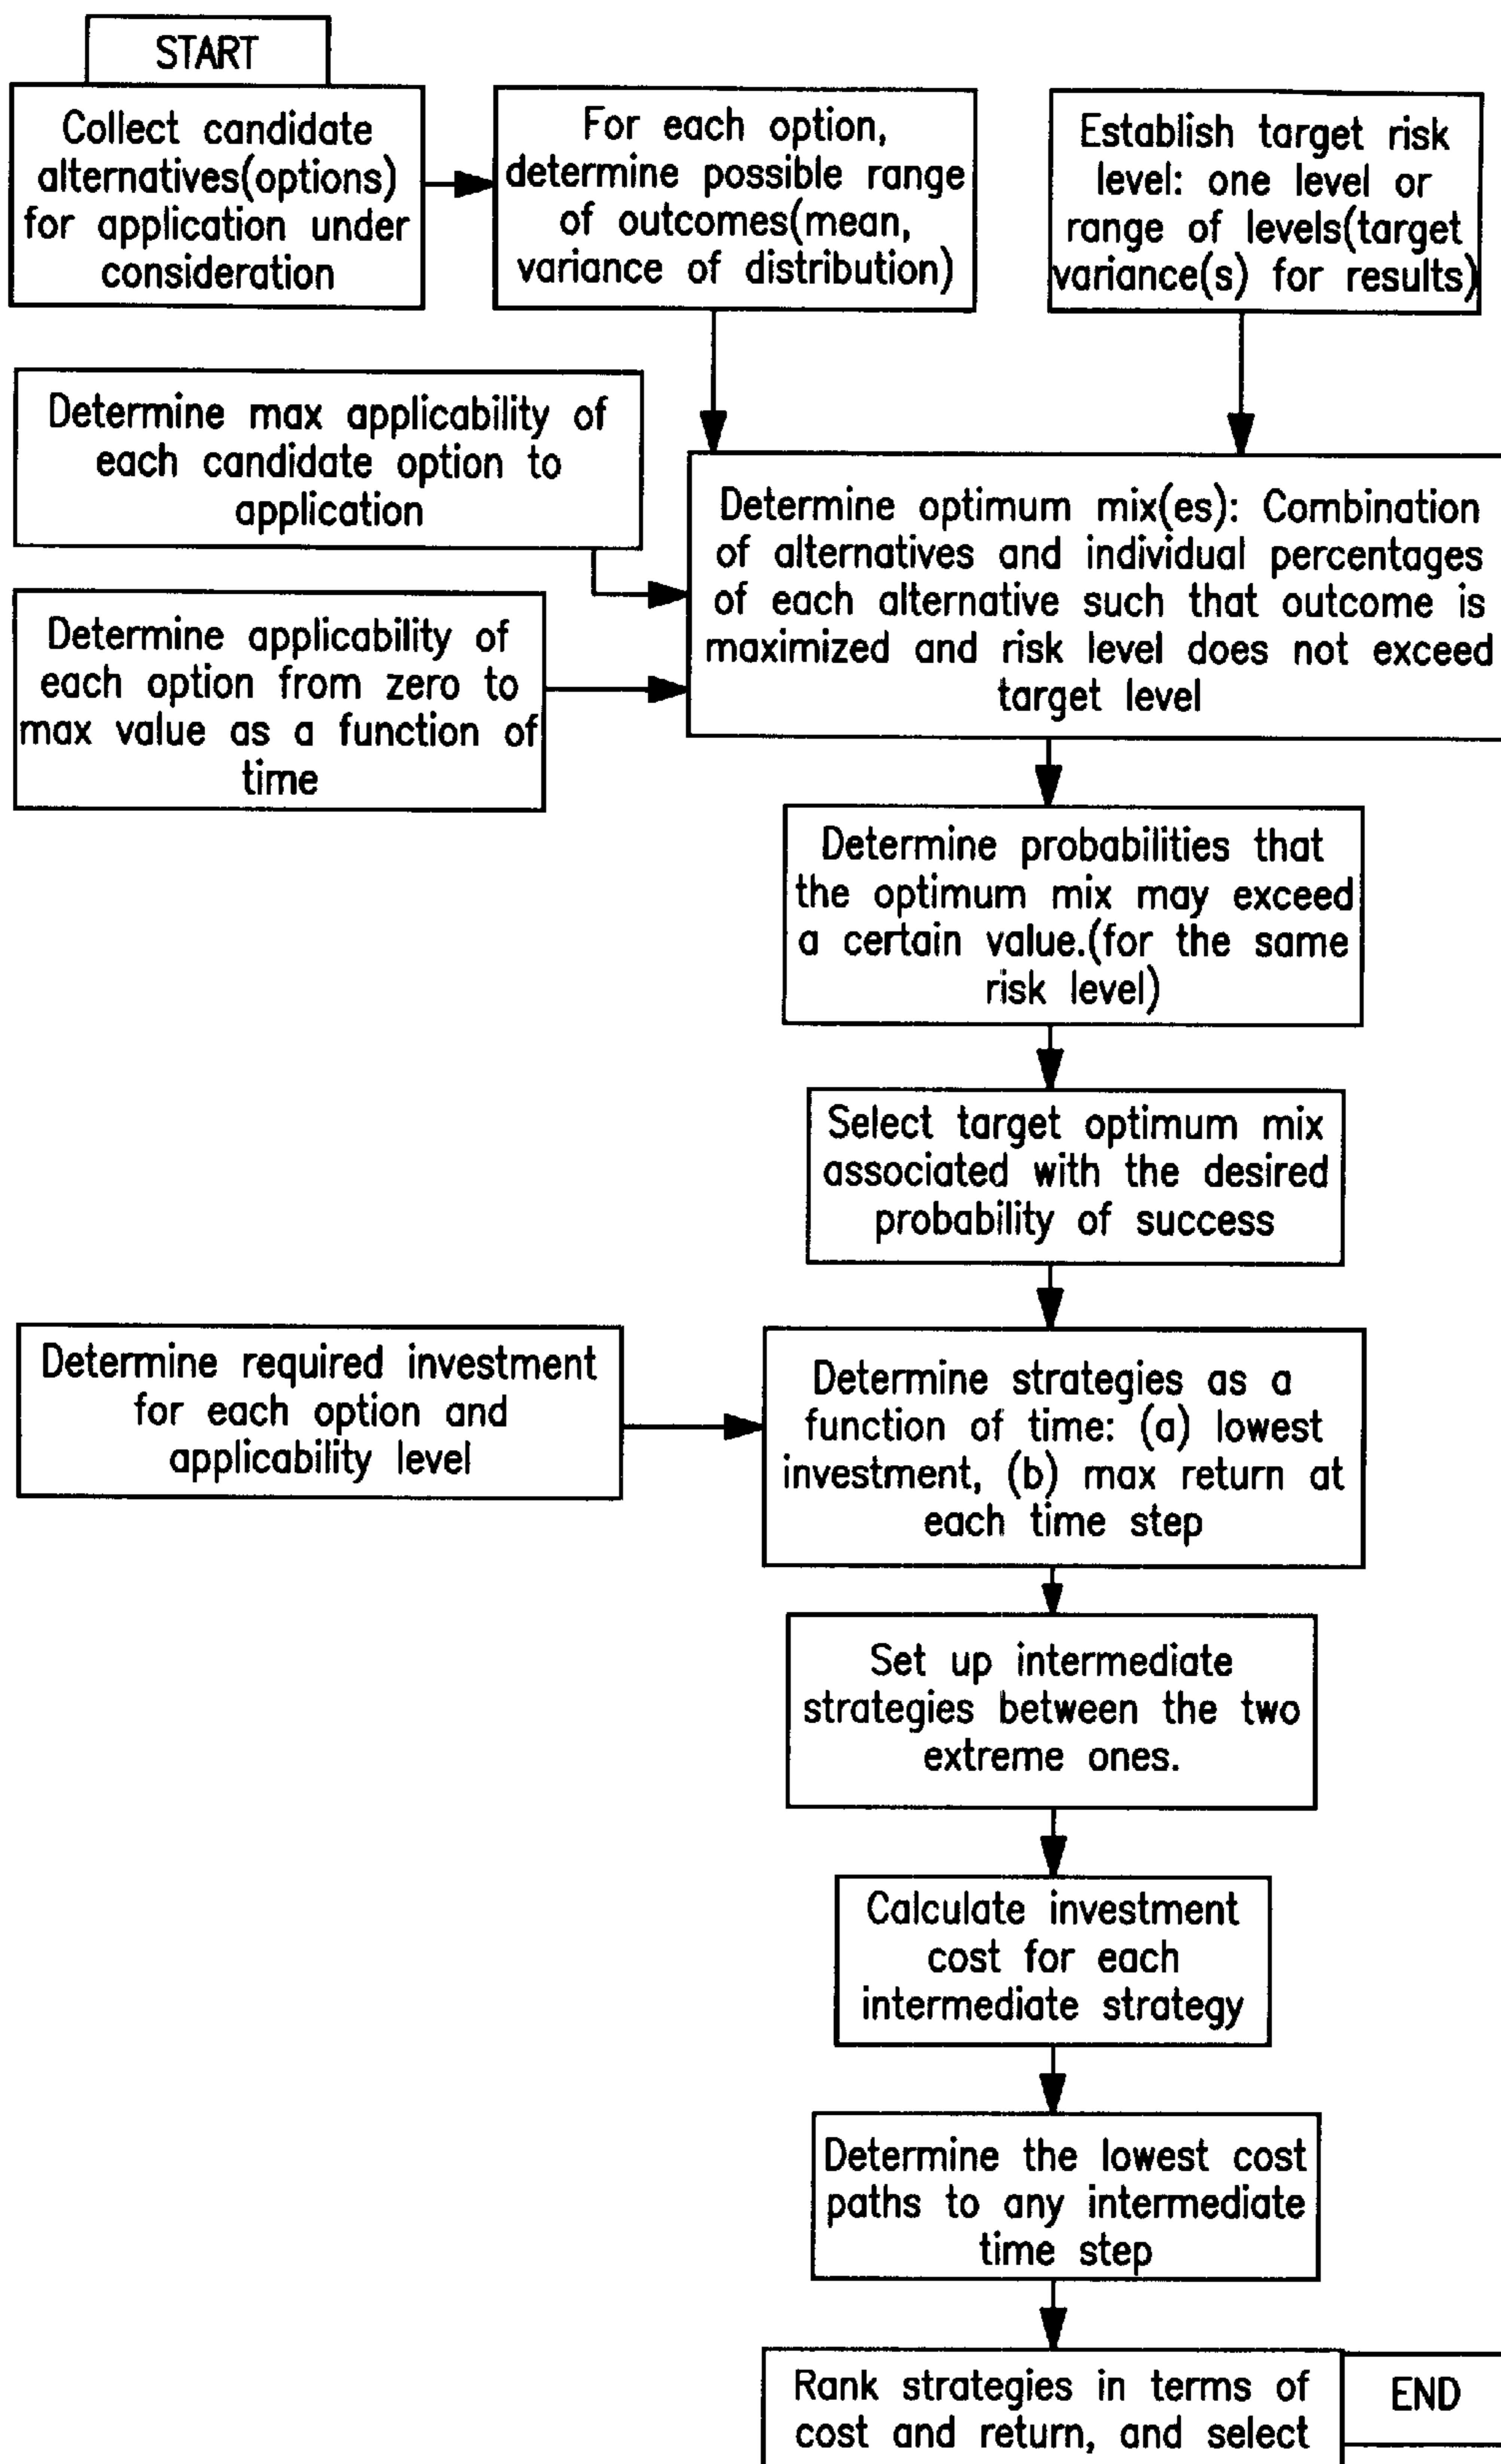 START
Collect candidate
alternatives(options)
for application under
consideration
For each option,
determine possible range
of outcomes(mean,
variance of distribution)
Establish target risk
level: one level or
range of levels(target
variance(s) for results)
Determine max applicability of
each candidate option to
application
Determine applicability of
each option from zero to
max value as a function of
time
Determine optimum mix(es): Combination
of alternatives and individual percentages
of each alternative such that outcome is
maximized and risk level does not exceed
target level
Determine probabilities that
the optimum mix may exceed
a certain value.(for the same
risk level)
Select target optimum mix
associated with the desired
probability of success
Determine required investment
for each option and
applicability level
Determine strategies as a
function of time: (a) lowest
investment, (b) max return at
each time step
Set up intermediate
strategies between the two
extreme ones.
Calculate investment
cost for each
intermediate strategy
Determine the lowest cost
paths to any intermediate
time step
Rank strategies in terms of
cost and return, and select
END